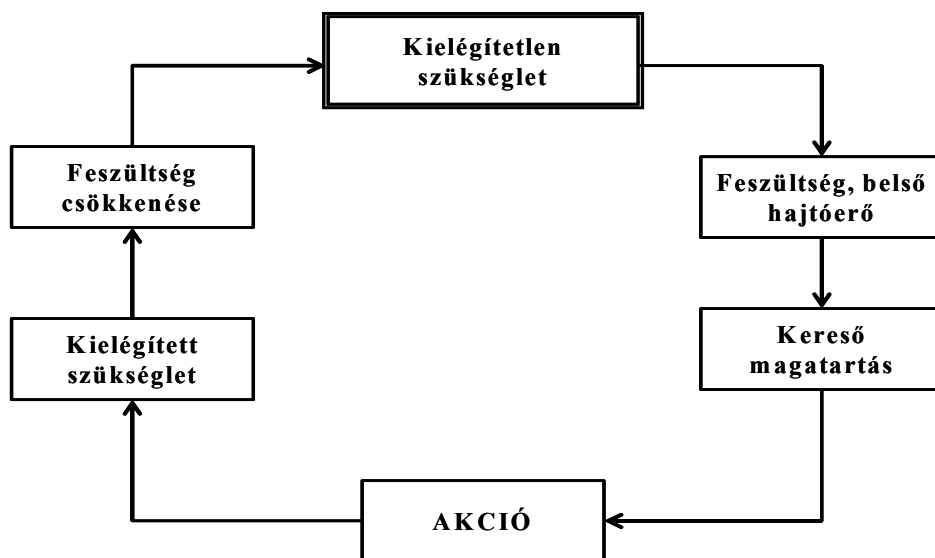 Kielégítetlen
szükséglet
Feszültség
csökkenése
Feszültség, belső
hajtóerő
Kielégített
szükséglet
Kereső
magatartás
AKCIÓ